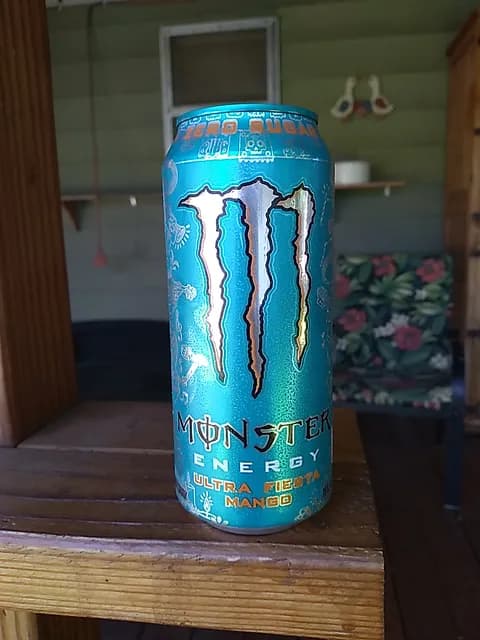 ZERO SUGAR
MONSTER
ENERGY
ULTRA FIESTA
MANGO